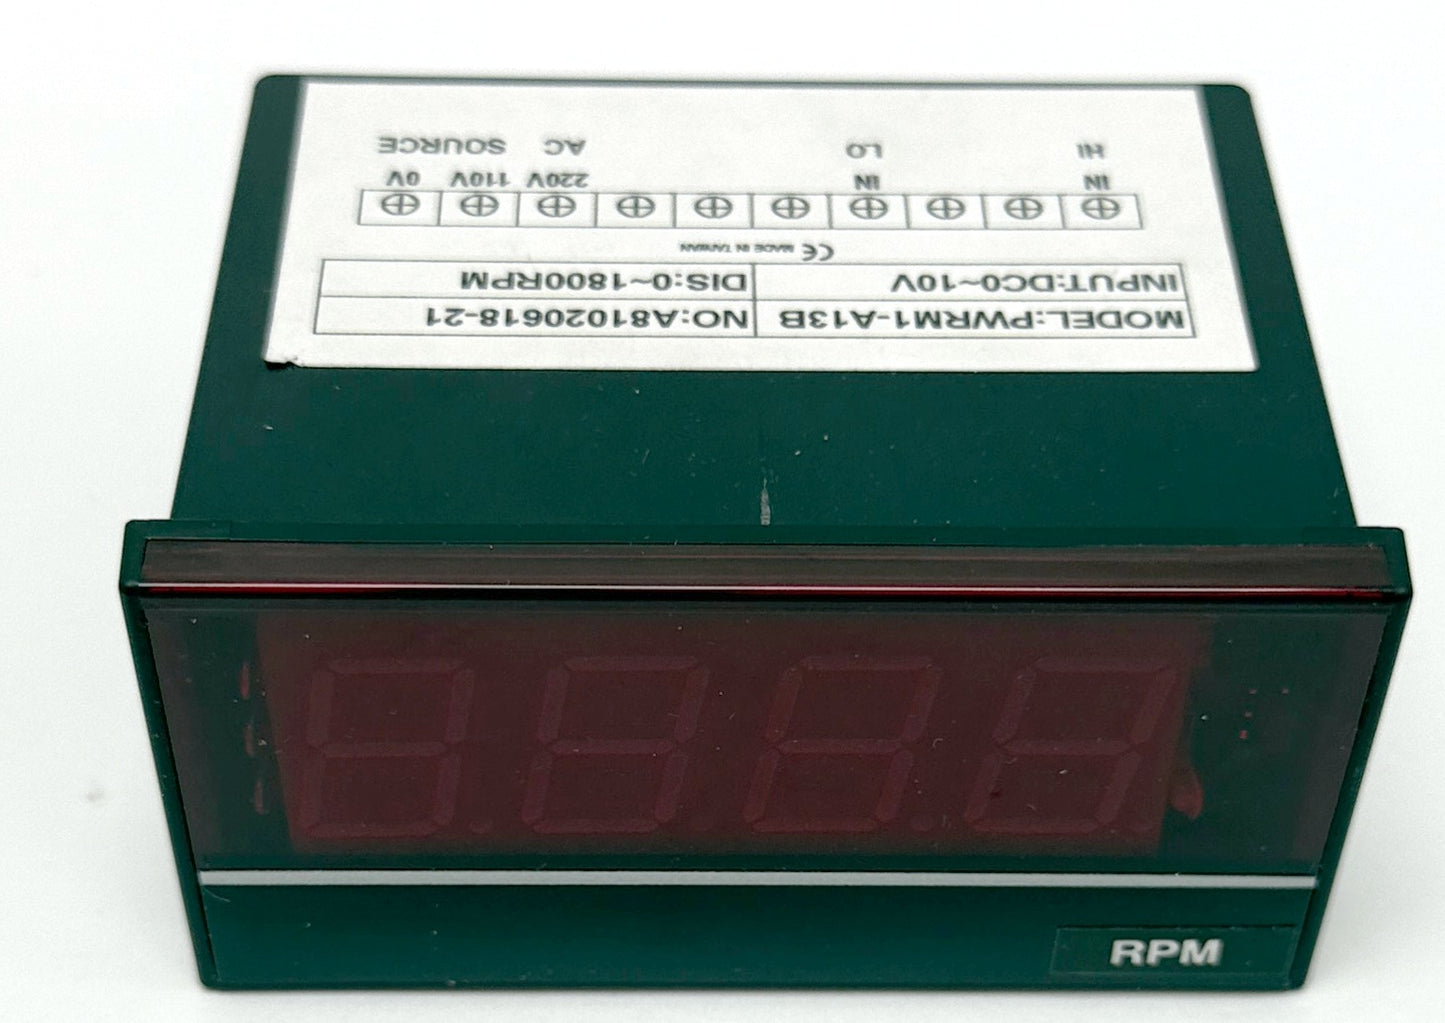 MODEL:PWRM1-A13B NO:A81020618-21
INPUT:DC0~10V DIS:0~1800RPM
CE MADE IN TAIWAN
IN IN 220V 110V 0V
HI LO AC SOURCE
RPM